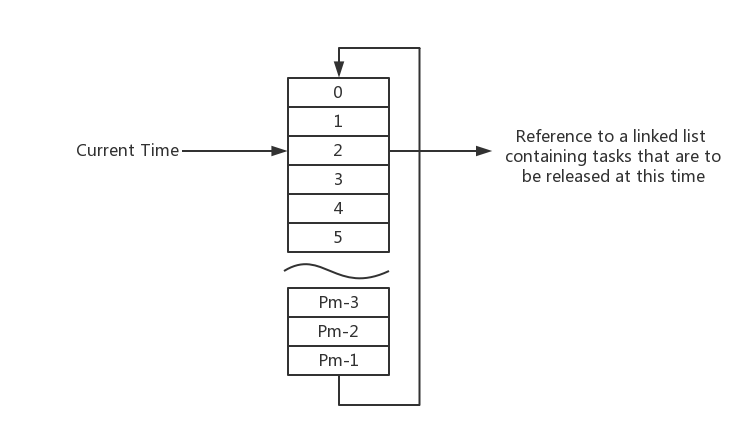 0
1
Current Time
2
Reference to a linked list
containing tasks that are to
be released at this time
3
4
5
Pm-3
Pm-2
Pm-1